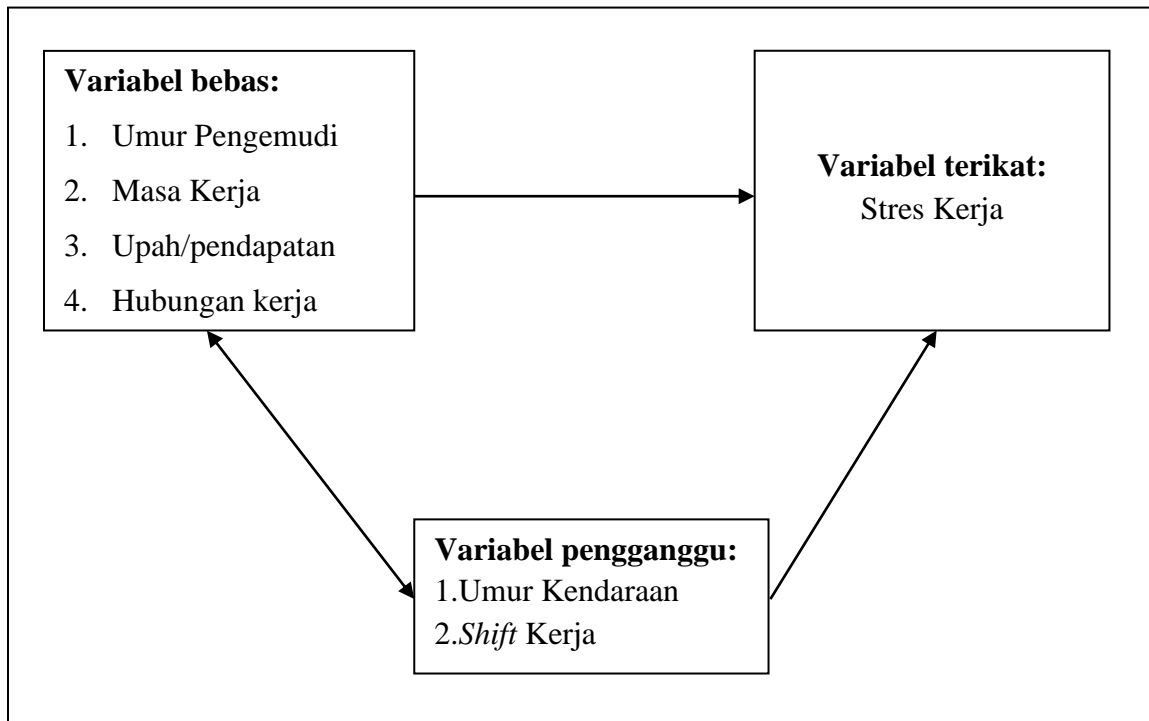 Variabel bebas:
1. Umur Pengemudi
2. Masa Kerja
3. Upah/pendapatan
4. Hubungan kerja
Variabel terikat:
Stres Kerja
Variabel pengganggu:
1.Umur Kendaraan
2.Shift Kerja